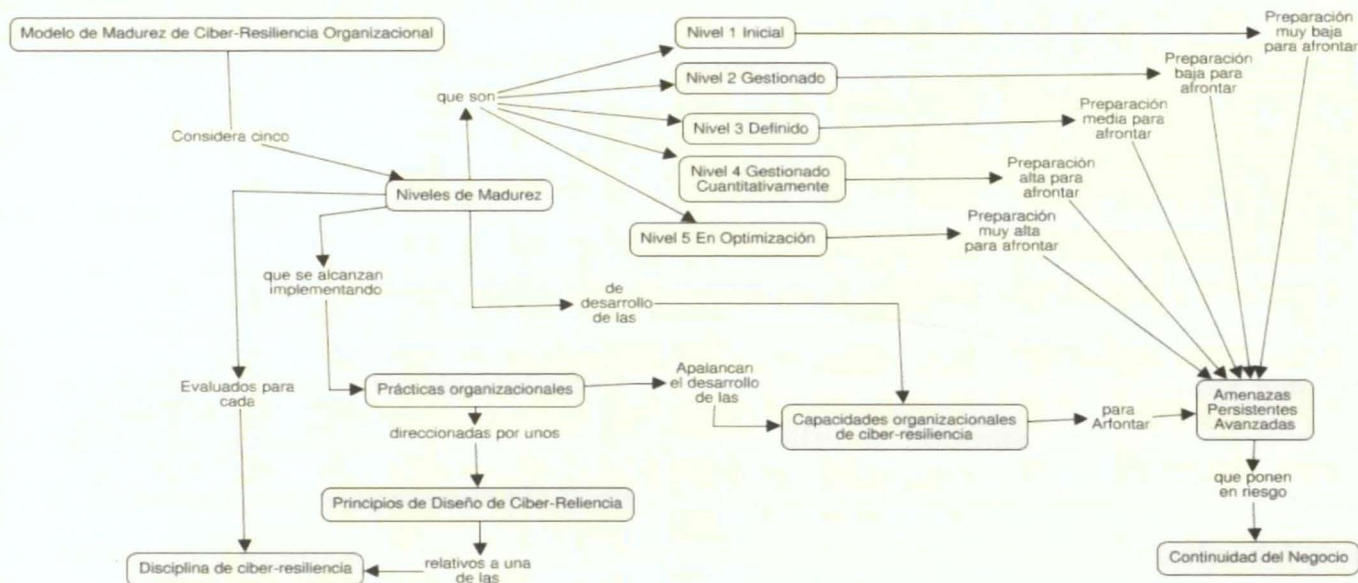 Modelo de Madurez de Ciber-Resiliencia Organizacional
Considera cinco
Niveles de Madurez
que son
Nivel 1 Inicial
Nivel 2 Gestionado
Nivel 3 Definido
Nivel 4 Gestionado
Cuantitativamente
Nivel 5 En Optimización
Preparación
muy baja
para afrontar
Preparación
baja para
afrontar
Preparación
media para
afrontar
Preparación
alta para
afrontar
Preparación
muy alta
para afrontar
que se alcanzan
implementando
de
desarrollo
de las
Evaluados para
cada
Prácticas organizacionales
Apalancan
el desarrollo
de las
Capacidades organizacionales
de ciber-resiliencia
para
Arfontar
Amenazas
Persistentes
Avanzadas
direccionadas por unos
que ponen
en riesgo
Principios de Diseño de Ciber-Reliencia
Continuidad del Negocio
Disciplina de ciber-resiliencia
relativos a una
de las